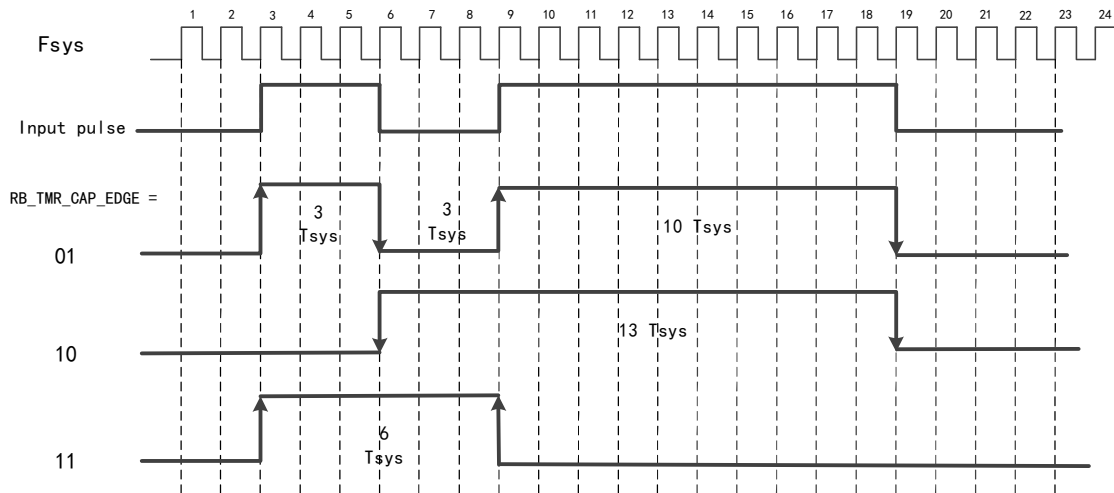 1 2 3 4 5 6 7 8 9 10 11 12 13 14 15 16 17 18 19 20 21 22 23 24
Fsys
Input pulse
RB_TMR_CAP_EDGE =
3
Tsys
3
Tsys
10 Tsys
01
13 Tsys
10
6
Tsys
11